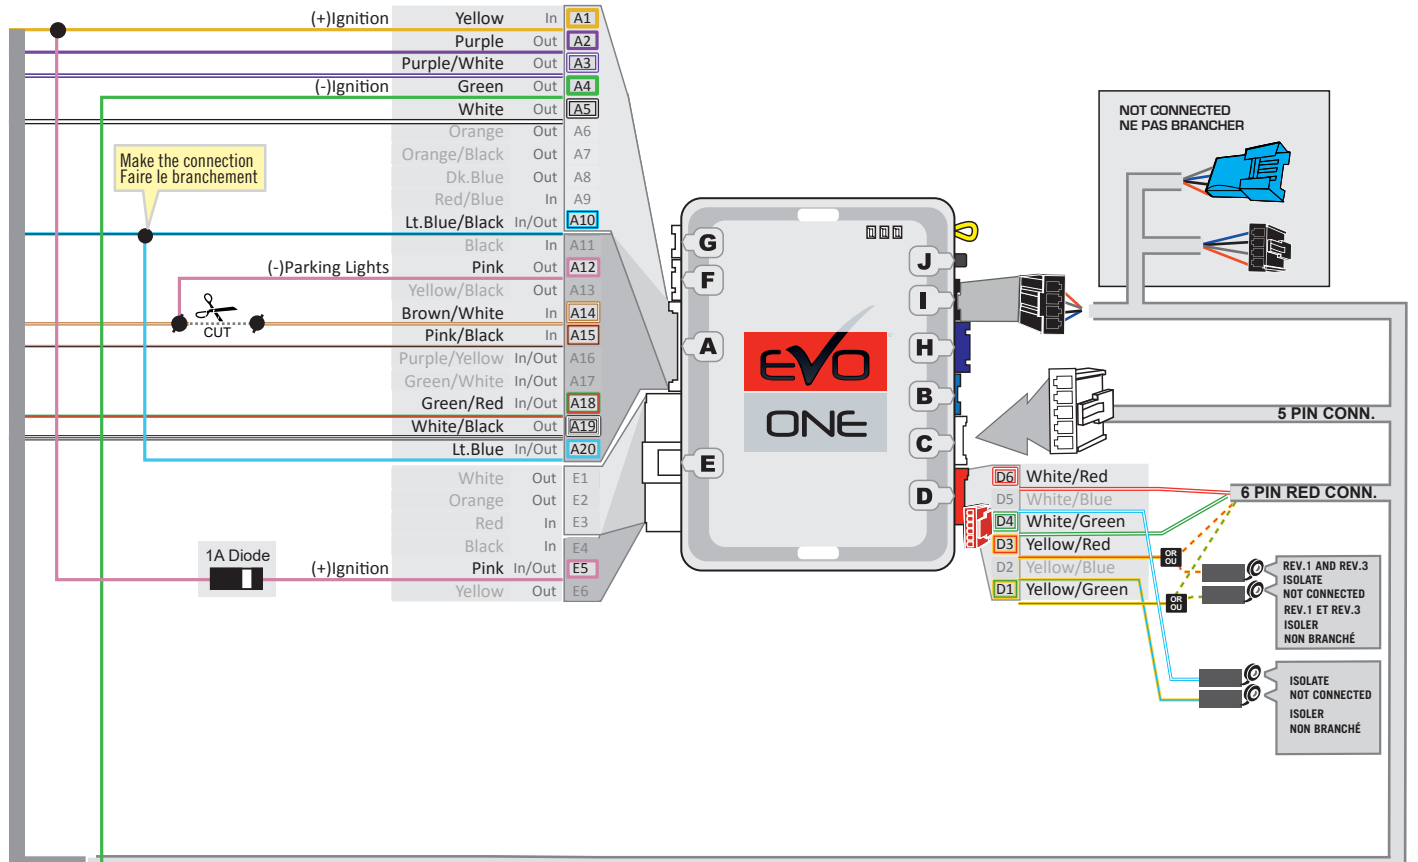 (+)Ignition Yellow In A1
Purple Out A2
Purple/White Out A3
(-)Ignition Green Out A4
White Out A5
Orange Out A6
Orange/Black Out A7
Dk.Blue Out A8
Red/Blue In A9
Lt.Blue/Black In/Out A10
Black In A11
(-)Parking Lights Pink Out A12
Yellow/Black Out A13
Brown/White In A14
Pink/Black In A15
Purple/Yellow In/Out A16
Green/White In/Out A17
Green/Red In/Out A18
White/Black Out A19
Lt.Blue In/Out A20
White Out E1
Orange Out E2
Red In E3
Black In E4
(+)Ignition Pink In/Out E5
Yellow Out E6
Make the connection
Faire le branchement
CUT
1A Diode
G
F
A
E
J
I
H
B
C
D
EVO
ONE
NOT CONNECTED
NE PAS BRANCHER
5 PIN CONN.
6 PIN RED CONN.
D6 White/Red
D5 White/Blue
D4 White/Green
D3 Yellow/Red
D2 Yellow/Blue
D1 Yellow/Green
OR
OU
OR
OU
REV.1 AND REV.3
ISOLATE
NOT CONNECTED
REV.1 ET REV.3
ISOLER
NON BRANCHÉ
ISOLATE
NOT CONNECTED
ISOLER
NON BRANCHÉ